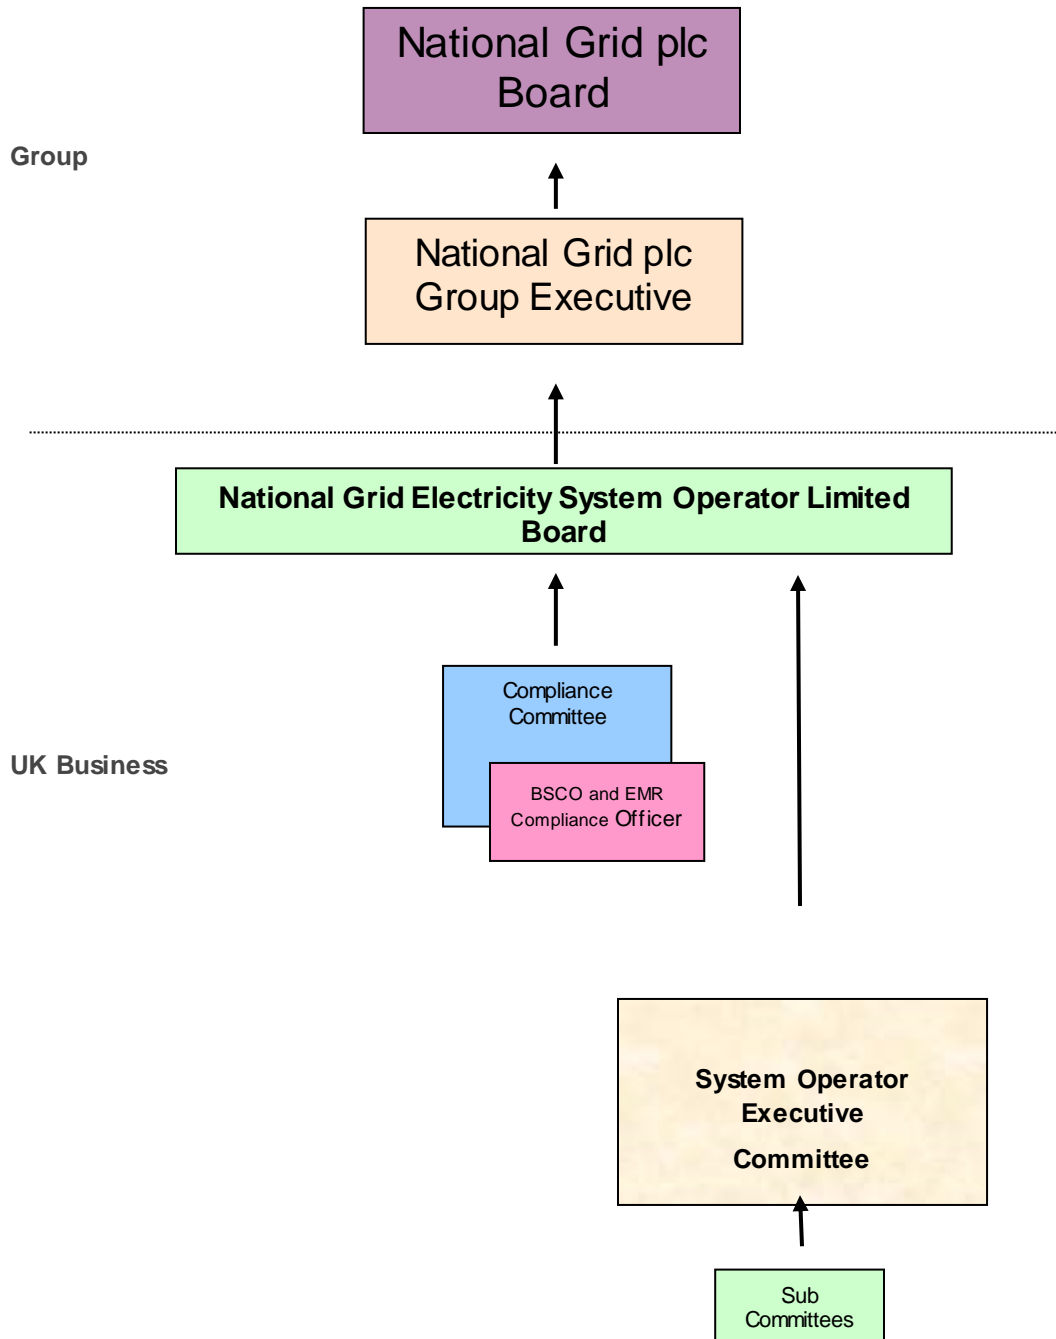 National Grid plc
Board
Group
National Grid plc
Group Executive
National Grid Electricity System Operator Limited
Board
Compliance
Committee
UK Business
BSCO and EMR
Compliance Officer
System Operator
Executive
Committee
Sub
Committees